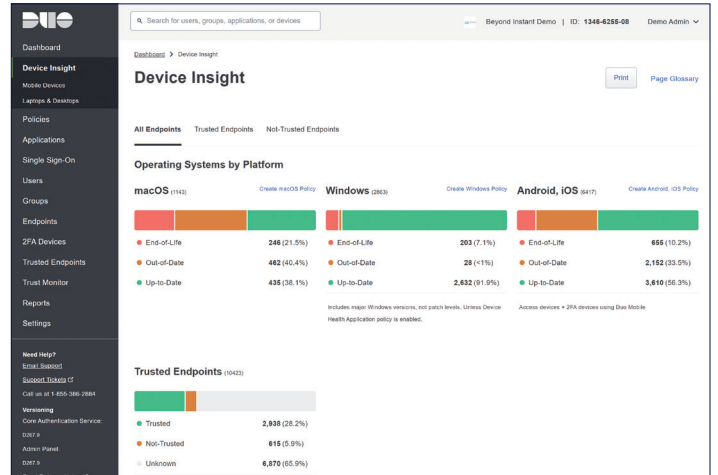 DUO
Search for users, groups, applications, or devices
Beyond Instant Demo | ID: 1346-6255-08
Demo Admin
Dashboard
Device Insight
Mobile Devices
Laptops & Desktops
Policies
Applications
Single Sign-On
Users
Groups
Endpoints
2FA Devices
Trusted Endpoints
Trust Monitor
Reports
Settings
Need Help?
Email Support
Support Tickets
Call us at 1-855-386-2884
Versioning
Core Authentication Service:
D267.9
Admin Panel:
D267.9
Dashboard > Device Insight
Device Insight
Print
Page Glossary
All Endpoints Trusted Endpoints Not-Trusted Endpoints
Operating Systems by Platform
macOS (1143) Create macOS Policy
End-of-Life 246 (21.5%)
Out-of-Date 462 (40.4%)
Up-to-Date 435 (38.1%)
Windows (2863) Create Windows Policy
End-of-Life 203 (7.1%)
Out-of-Date 28 (<1%)
Up-to-Date 2,632 (91.9%)
Includes major Windows versions, not patch levels. Unless Device
Health Application policy is enabled.
Android, iOS (6417) Create Android, iOS Policy
End-of-Life 655 (10.2%)
Out-of-Date 2,152 (33.5%)
Up-to-Date 3,610 (56.3%)
Access devices + 2FA devices using Duo Mobile
Trusted Endpoints (10423)
Trusted 2,938 (28.2%)
Not-Trusted 615 (5.9%)
Unknown 6,870 (65.9%)